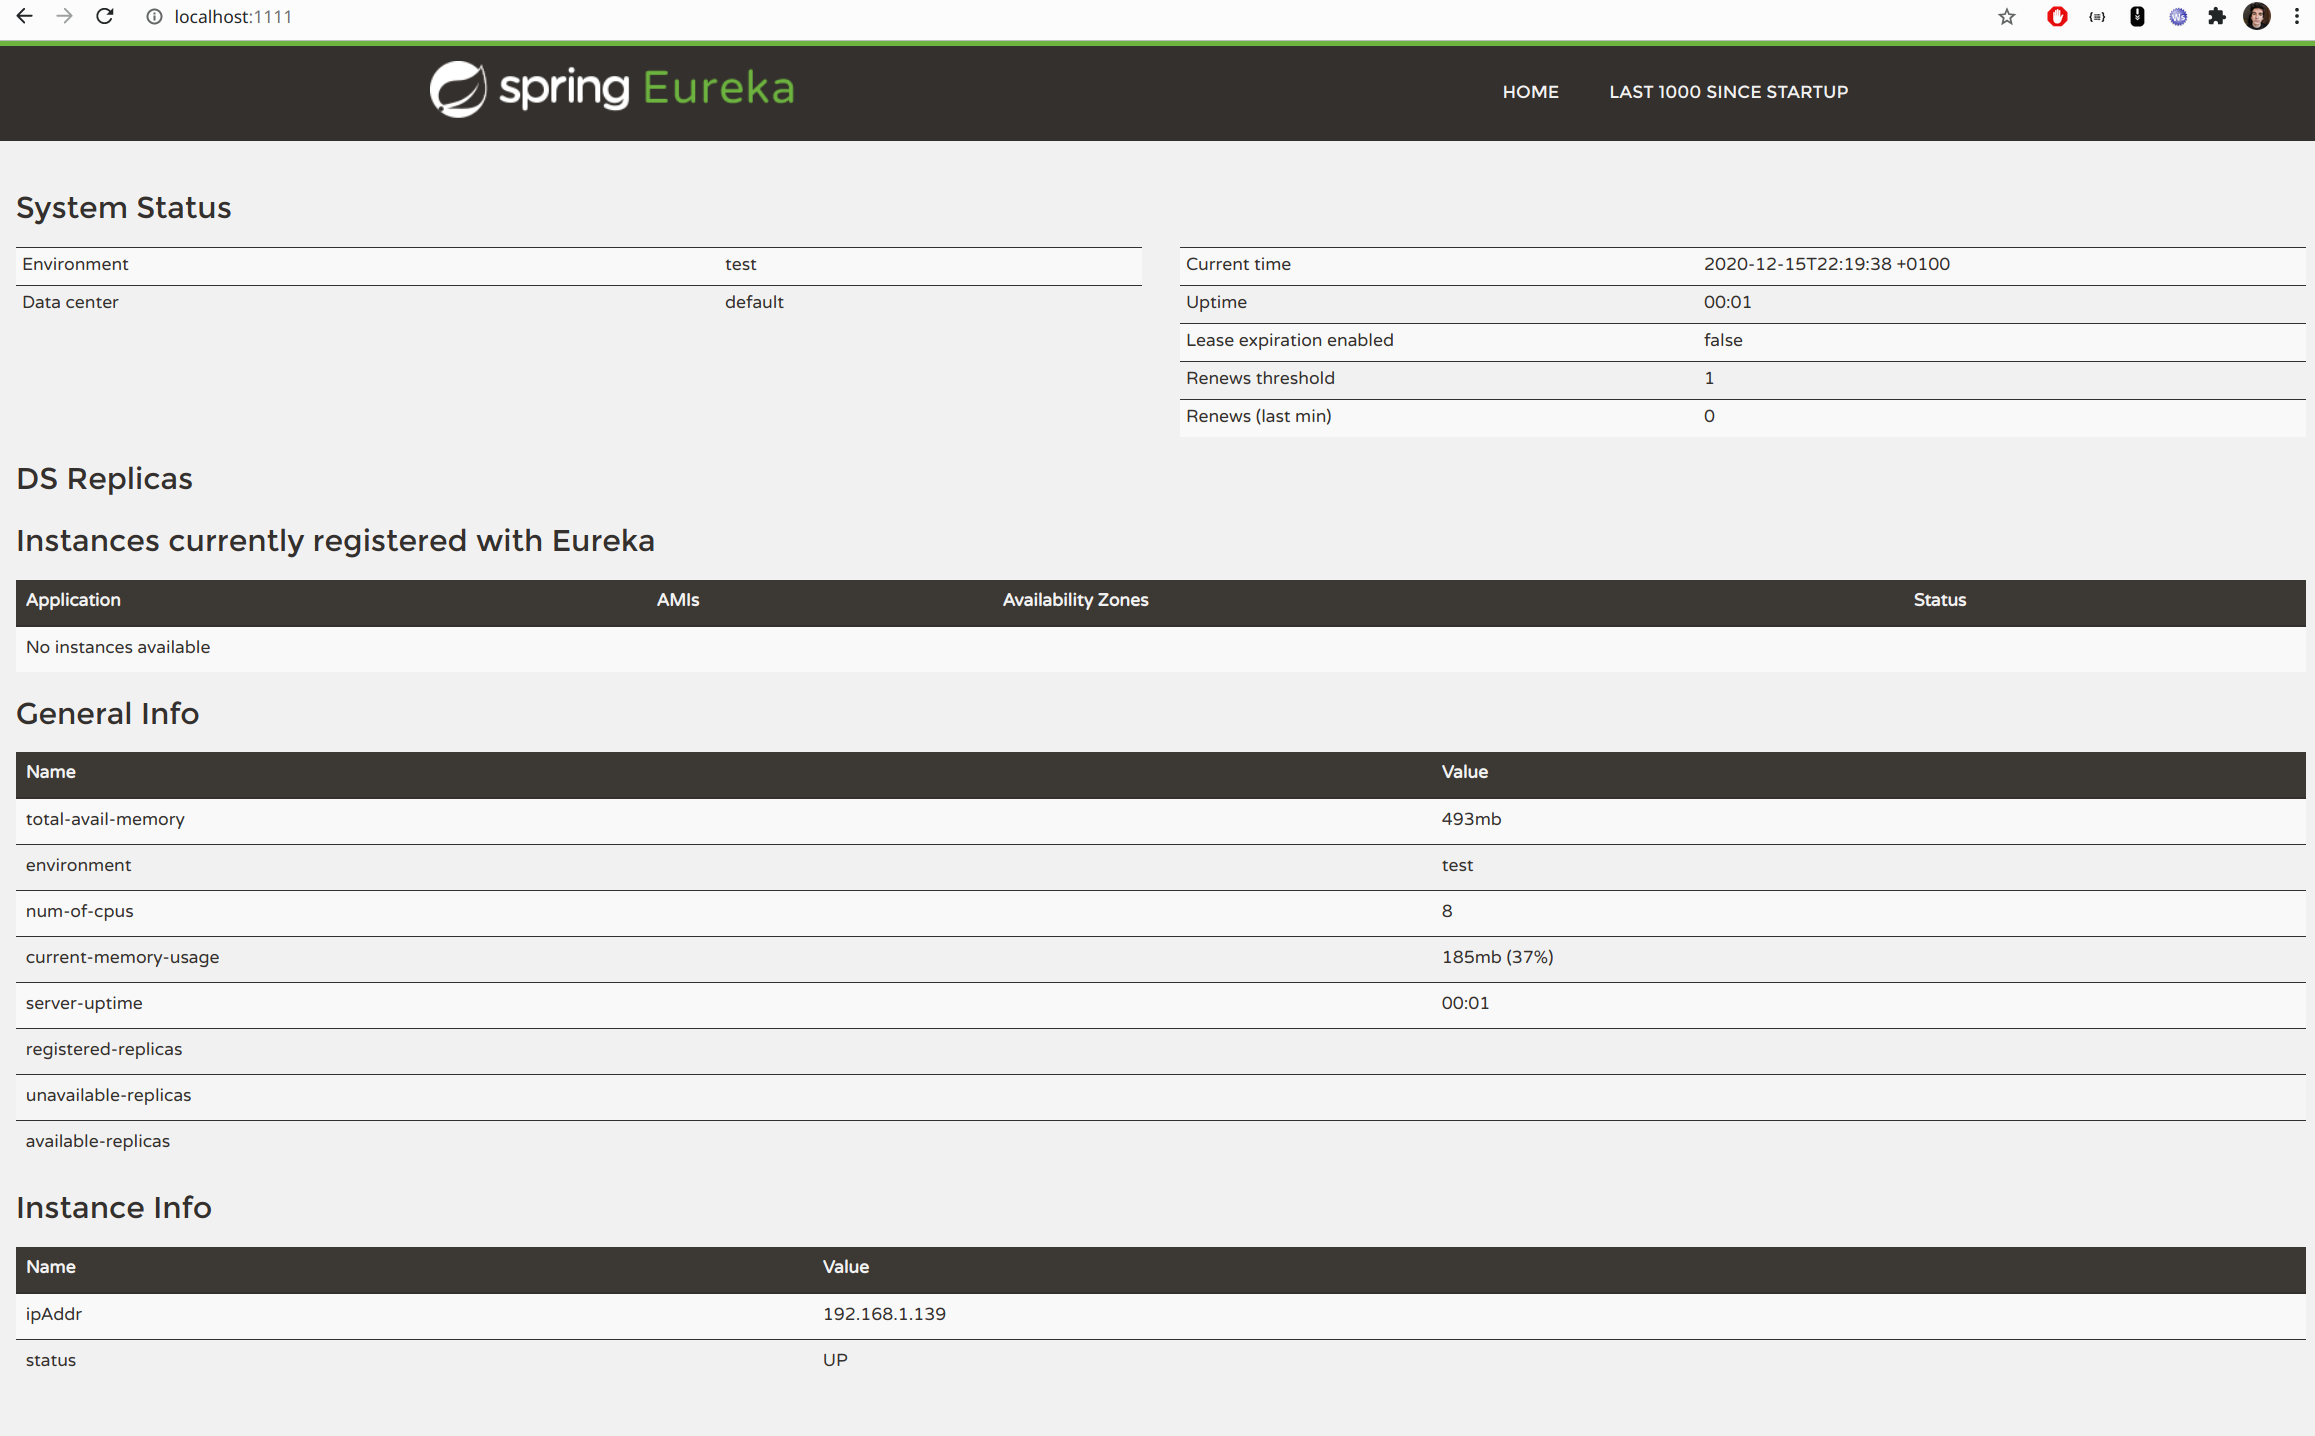 localhost:1111
spring Eureka
HOME LAST 1000 SINCE STARTUP
System Status
Environment test
Data center default
Current time 2020-12-15T22:19:38 +0100
Uptime 00:01
Lease expiration enabled false
Renews threshold 1
Renews (last min) 0
DS Replicas
Instances currently registered with Eureka
Application AMIs Availability Zones Status
No instances available
General Info
Name Value
total-avail-memory 493mb
environment test
num-of-cpus 8
current-memory-usage 185mb (37%)
server-uptime 00:01
registered-replicas
unavailable-replicas
available-replicas
Instance Info
Name Value
ipAddr 192.168.1.139
status UP